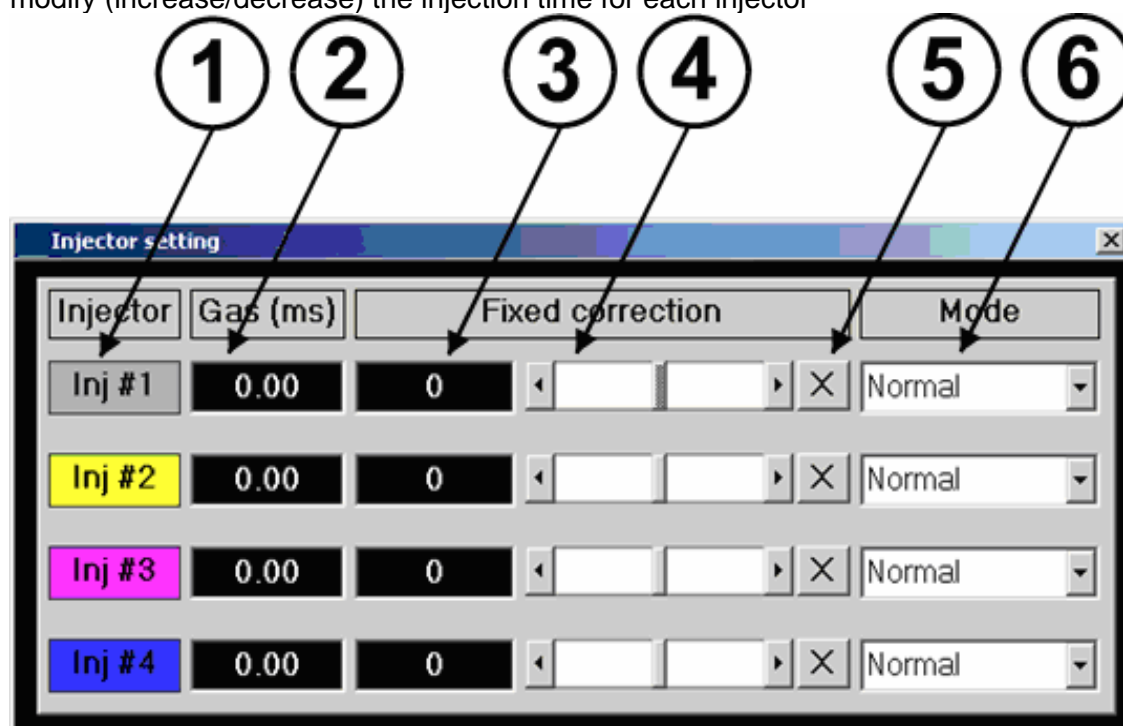 modify (increase/decrease) the injection time for each injector
1 2 3 4 5 6
Injector setting
Injector Gas (ms) Fixed correction Mode
Inj #1 0.00 0 X Normal
Inj #2 0.00 0 X Normal
Inj #3 0.00 0 X Normal
Inj #4 0.00 0 X Normal